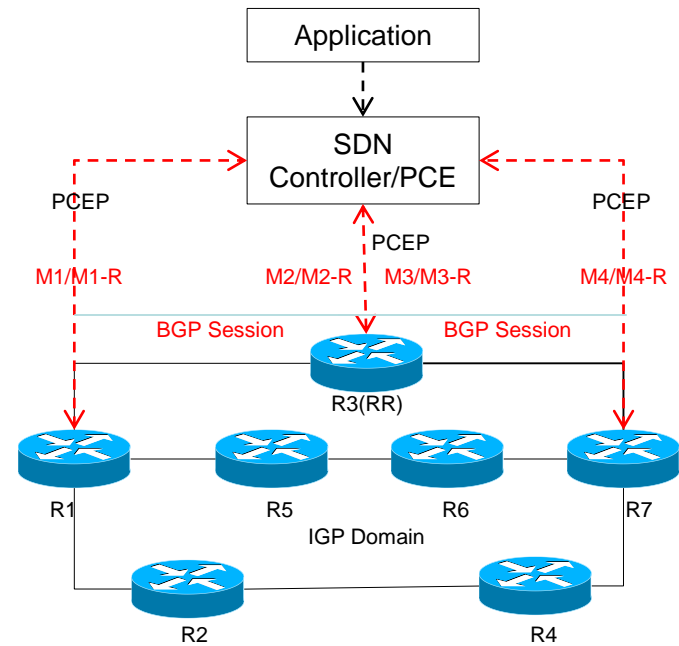 Application
SDN
Controller/PCE
PCEP
PCEP
PCEP
M1/M1-R
M2/M2-R
M3/M3-R
M4/M4-R
BGP Session
BGP Session
R3(RR)
R1
R5
R6
R7
IGP Domain
R2
R4